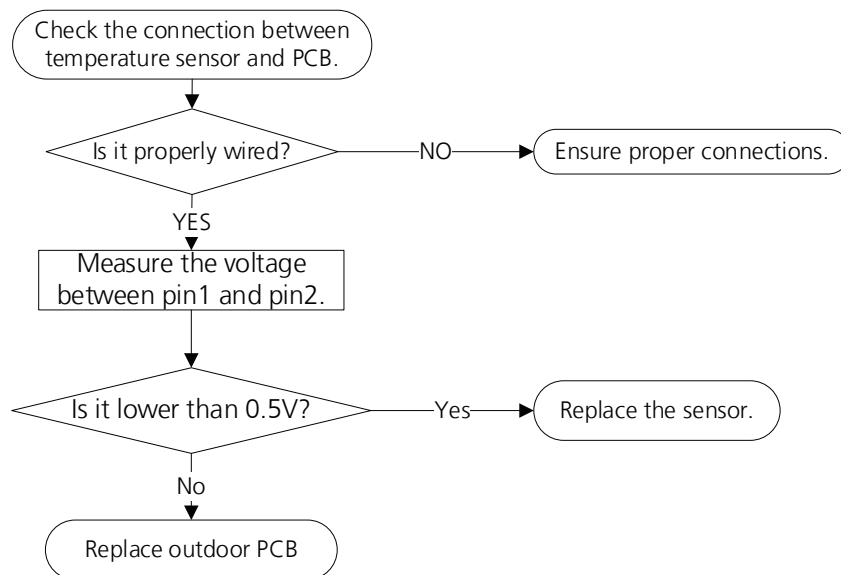 Check the connection between
temperature sensor and PCB.
Is it properly wired?
NO
Ensure proper connections.
YES
Measure the voltage
between pin1 and pin2.
Is it lower than 0.5V?
Yes
Replace the sensor.
No
Replace outdoor PCB